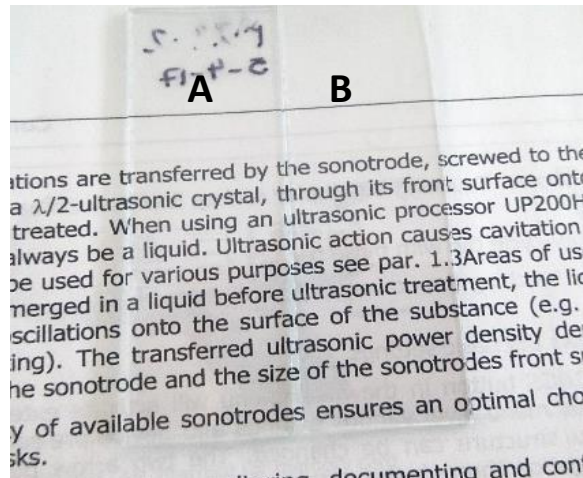 A B
ations are transferred by the sonotrode, screwed to the
a λ/2-ultrasonic crystal, through its front surface onto
treated. When using an ultrasonic processor UP200H
always be a liquid. Ultrasonic action causes cavitation
be used for various purposes see par. 1.3Areas of us
merged in a liquid before ultrasonic treatment, the liq
scillations onto the surface of the substance (e.g.
ing). The transferred ultrasonic power density de
he sonotrode and the size of the sonotrodes front s
y of available sonotrodes ensures an optimal cho
sks.
documenting and cont